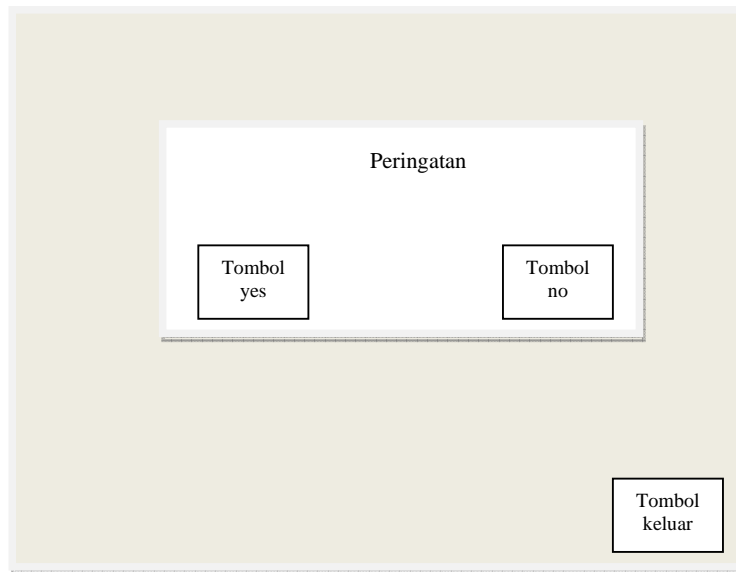 Peringatan
Tombol
yes
Tombol
no
Tombol
keluar